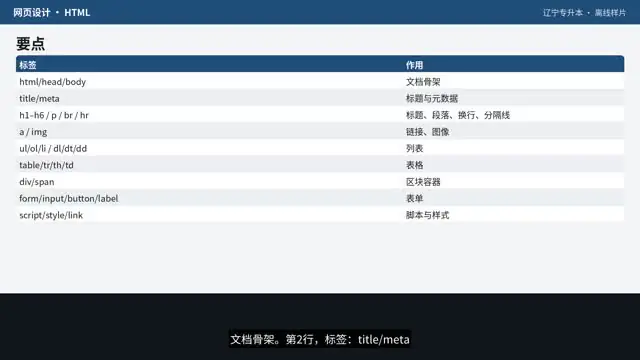 网页设计 · HTML
辽宁专升本 · 离线样片
要点
标签 作用
html/head/body 文档骨架
title/meta 标题与元数据
h1–h6 / p / br / hr 标题、段落、换行、分隔线
a / img 链接、图像
ul/ol/li / dl/dt/dd 列表
table/tr/th/td 表格
div/span 区块容器
form/input/button/label 表单
script/style/link 脚本与样式
文档骨架。第2行，标签：title/meta